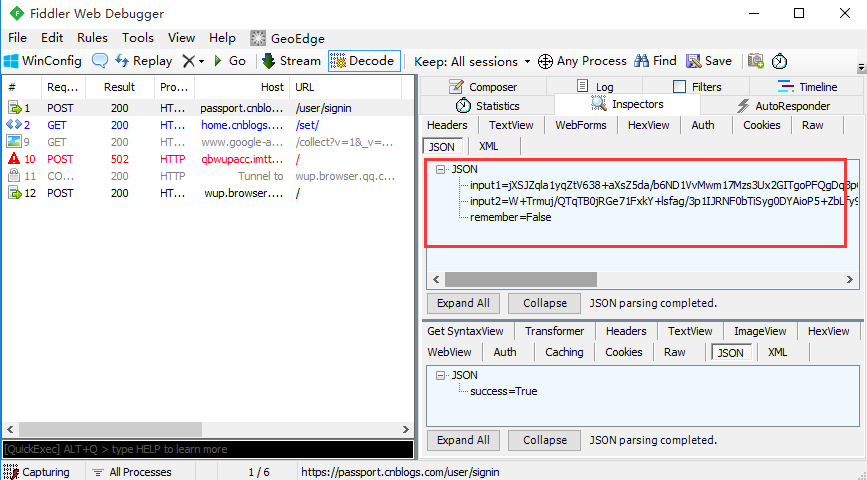 Fiddler Web Debugger
File Edit Rules Tools View Help GeoEdge
WinConfig Replay Go Stream Decode Keep: All sessions Any Process Find Save
# Req... Result Pro... Host URL
1 POST 200 HT... passport.cnblo... /user/signin
2 GET 200 HT... home.cnblogs.... /set/
9 GET 200 HT... www.google-a... /collect?v=1&_v=...
10 POST 502 HTTP qbwupacc.imtt... /
11 CO... 200 HTTP Tunnel to wup.browser.qq.c...
12 POST 200 HT... wup.browser.... /
[QuickExec] ALT+Q > type HELP to learn more
Composer Log Filters Timeline
Statistics Inspectors AutoResponder
Headers TextView WebForms HexView Auth Cookies Raw
JSON XML
JSON
input1=jXSJZqla1yqZtV638+aXsZ5da/b6ND1VvMwm17Mzs3Ux2GITgoPFQgDq3p
input2=W+Trmuj/QTqTB0jRGe71FxkY+lsfag/3p1IJRNF0bTiSyg0DYAioP5+ZbLfy9
remember=False
Expand All Collapse JSON parsing completed.
Get SyntaxView Transformer Headers TextView ImageView HexView
WebView Auth Caching Cookies Raw JSON XML
JSON
success=True
Expand All Collapse JSON parsing completed.
Capturing All Processes 1 / 6 https://passport.cnblogs.com/user/signin